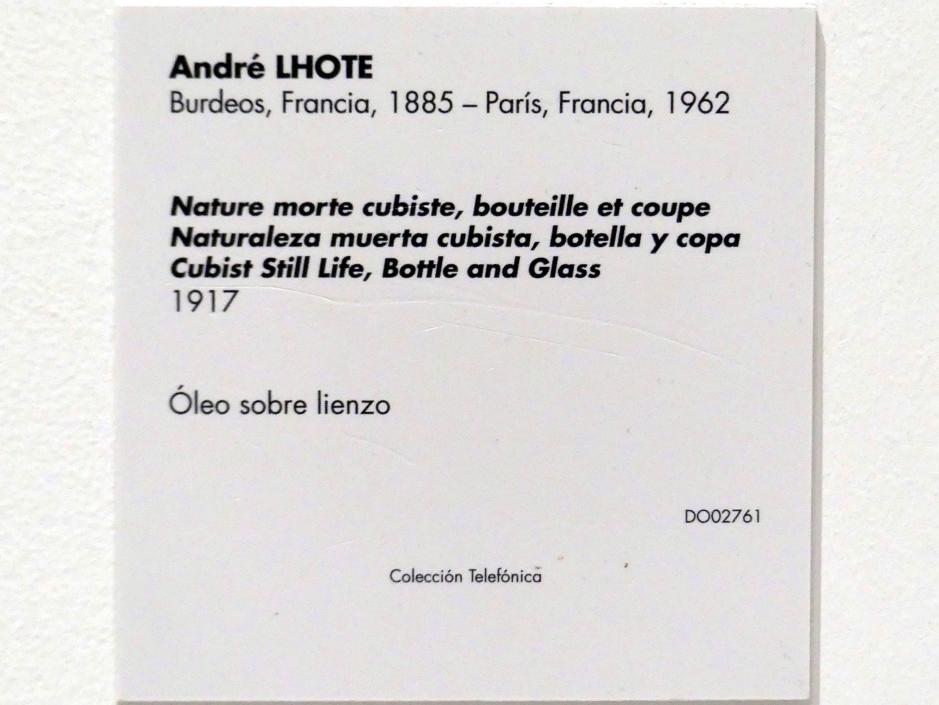 André LHOTE
Burdeos, Francia, 1885 – París, Francia, 1962
Nature morte cubiste, bouteille et coupe
Naturaleza muerta cubista, botella y copa
Cubist Still Life, Bottle and Glass
1917
Óleo sobre lienzo
DO02761
Colección Telefónica